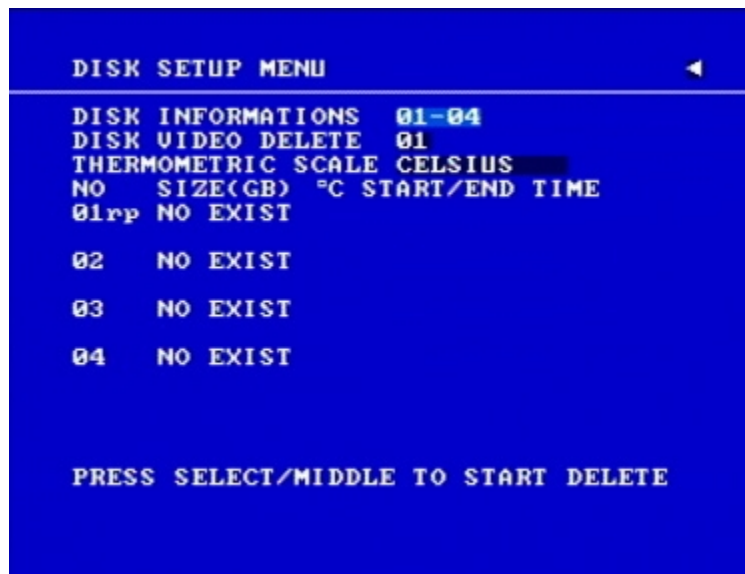 DISK SETUP MENU
DISK INFORMATIONS 01-04
DISK VIDEO DELETE 01
THERMOMETRIC SCALE CELSIUS
NO SIZE(GB) °C START/END TIME
01rp NO EXIST
02 NO EXIST
03 NO EXIST
04 NO EXIST
PRESS SELECT/MIDDLE TO START DELETE